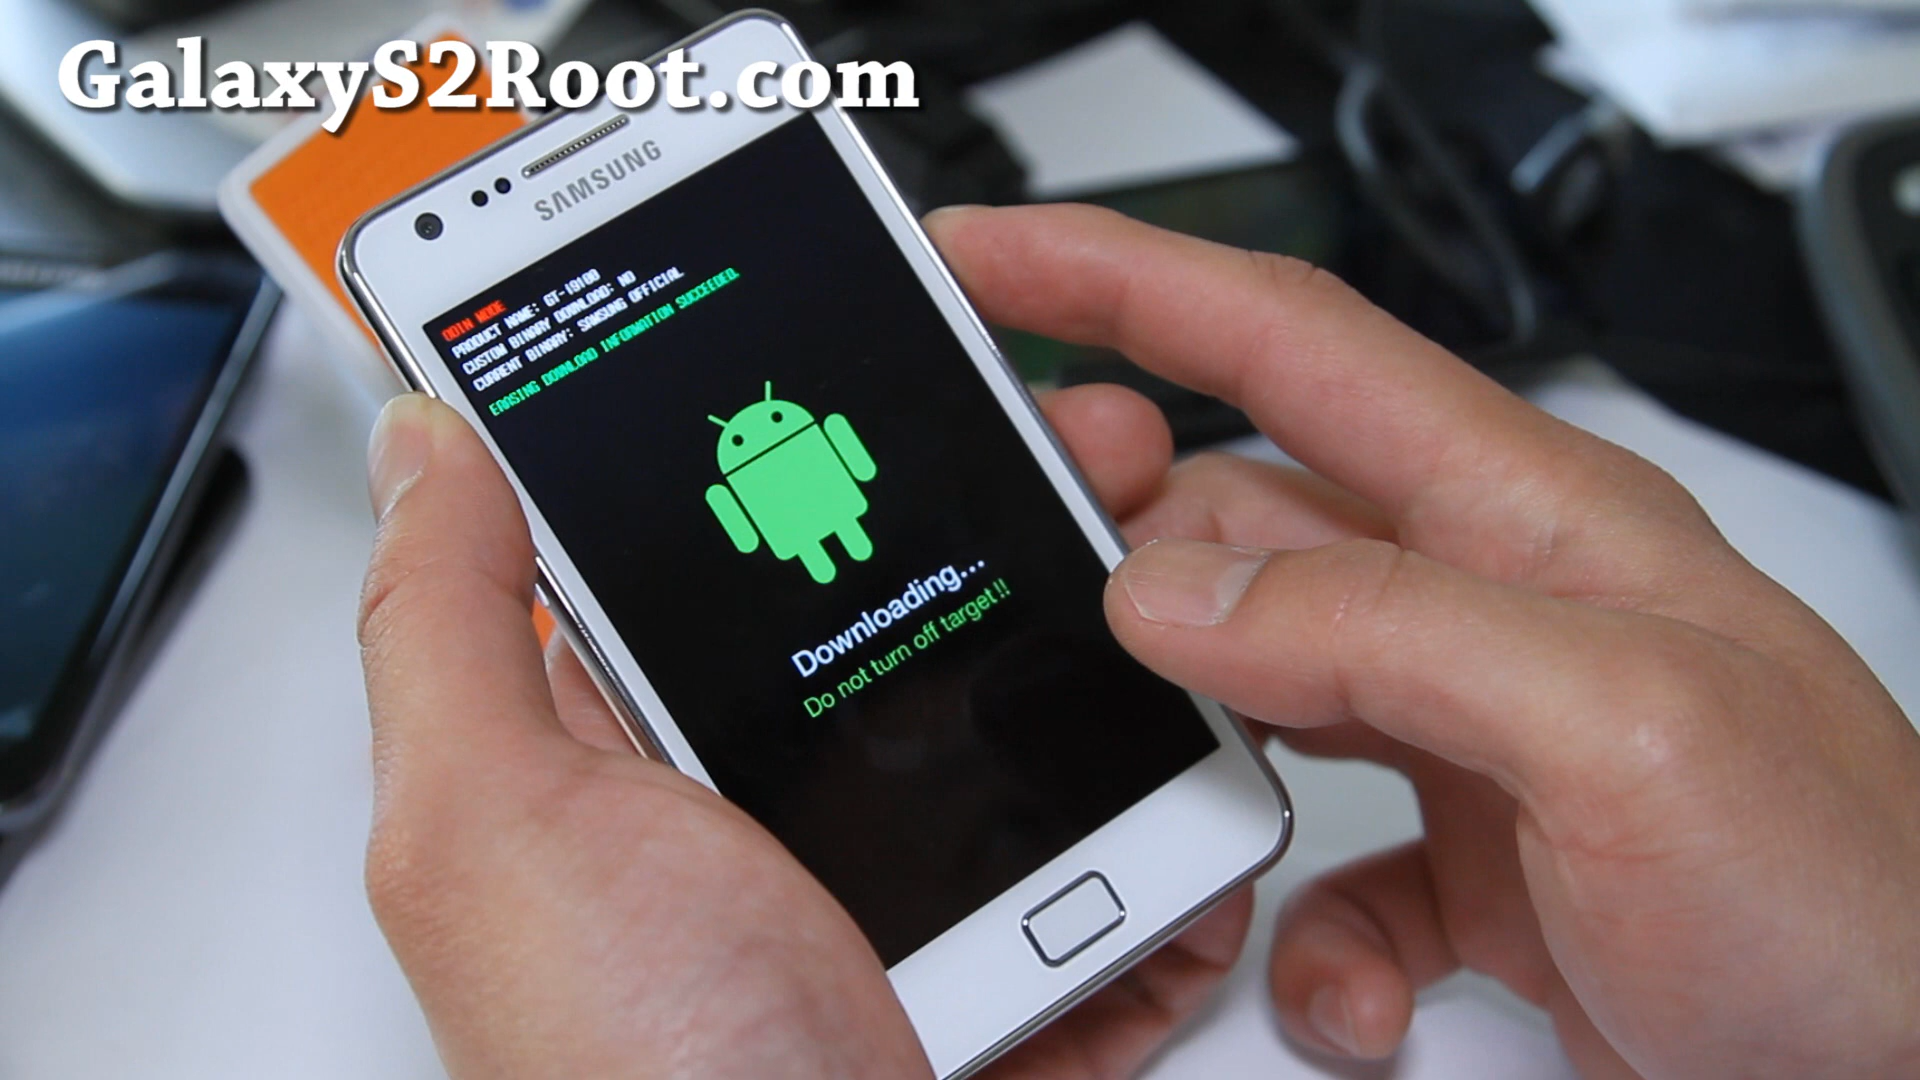 GalaxyS2Root.com
SAMSUNG
ODIN MODE
PRODUCT NAME: GT-I9100
CUSTOM BINARY DOWNLOAD: NO
CURRENT BINARY: SAMSUNG OFFICIAL
ERASING DOWNLOAD INFORMATION SUCCEEDED.
Downloading...
Do not turn off target!!